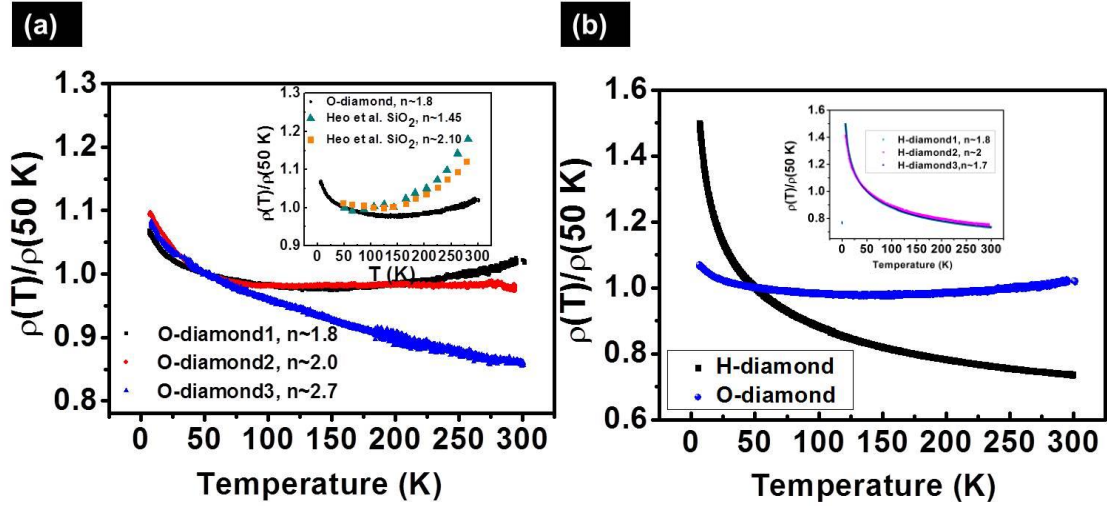 (a)
ρ(T)/ρ(50 K)
1.3
1.2
1.1
1.0
0.9
0.8
0 50 100 150 200 250 300
Temperature (K)
O-diamond1, n~1.8
O-diamond2, n~2.0
O-diamond3, n~2.7
ρ(T)/ρ(50 K)
1.3
1.2
1.1
1.0
0.9
0 50 100 150 200 250 300
T (K)
O-diamond, n~1.8
Heo et al. SiO2, n~1.45
Heo et al. SiO2, n~2.10
(b)
ρ(T)/ρ(50 K)
1.6
1.4
1.2
1.0
0.8
0.6
0 50 100 150 200 250 300
Temperature (K)
H-diamond
O-diamond
ρ(T)/ρ(50 K)
1.6
1.4
1.2
1.0
0.8
0 50 100 150 200 250 300
Temperature (K)
H-diamond1, n~1.8
H-diamond2, n~2
H-diamond3,n~1.7